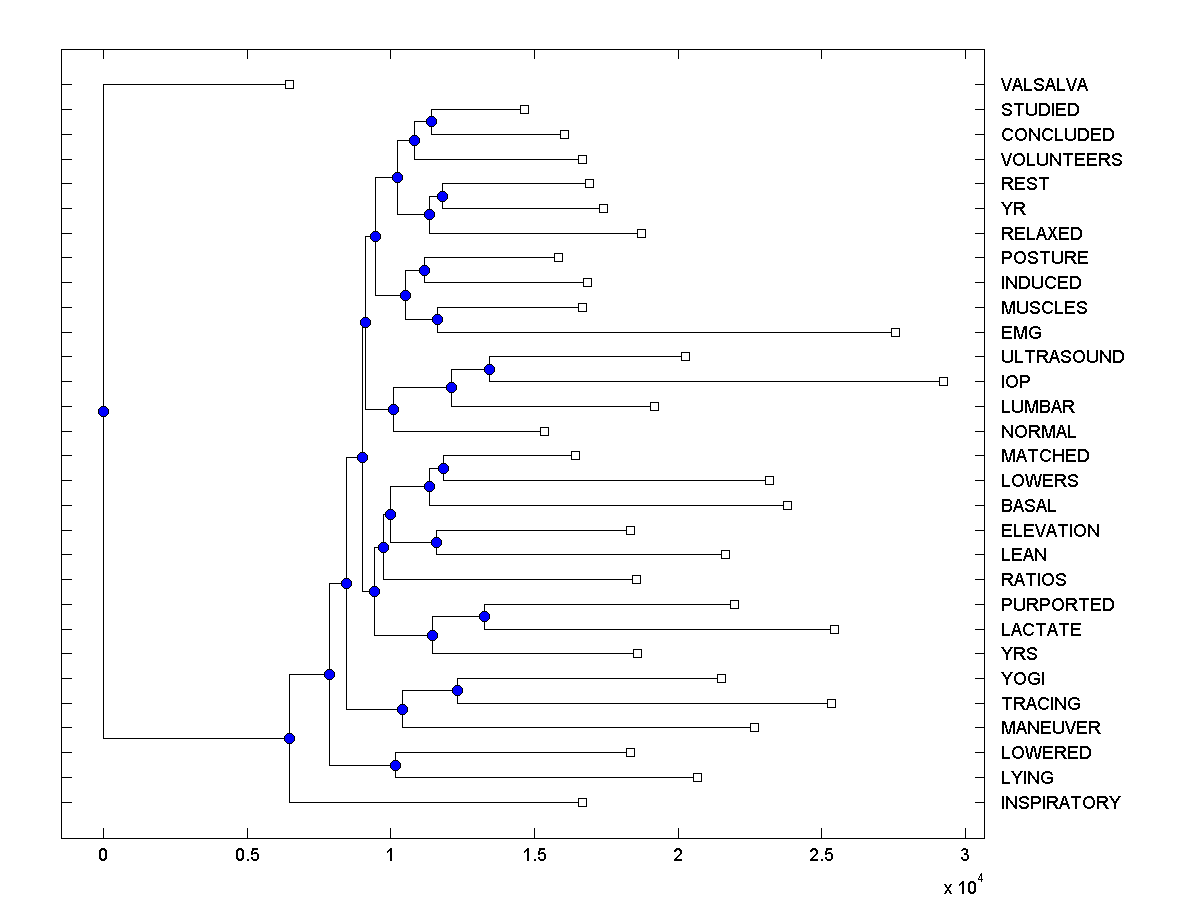 VALSALVA
STUDIED
CONCLUDED
VOLUNTEERS
REST
YR
RELAXED
POSTURE
INDUCED
MUSCLES
EMG
ULTRASOUND
IOP
LUMBAR
NORMAL
MATCHED
LOWERS
BASAL
ELEVATION
LEAN
RATIOS
PURPORTED
LACTATE
YRS
YOGI
TRACING
MANEUVER
LOWERED
LYING
INSPIRATORY
0 0.5 1 1.5 2 2.5 3
x 10^4